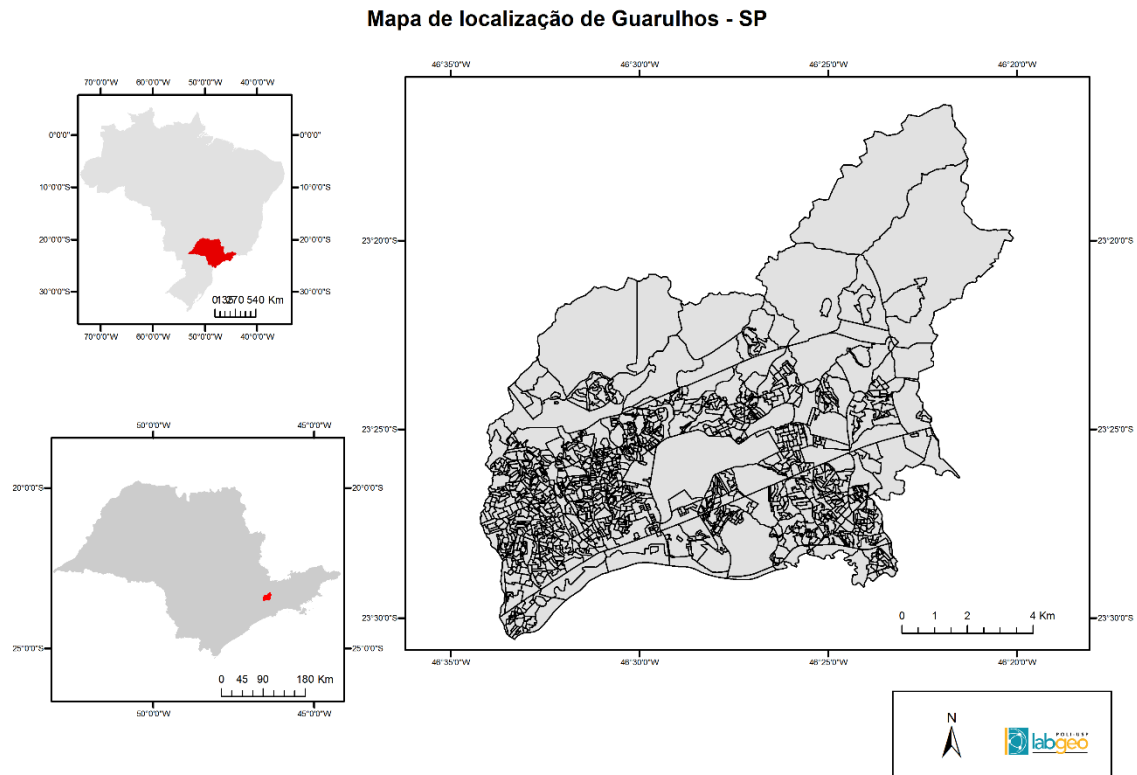 Mapa de localização de Guarulhos - SP
70°0'0"W 60°0'0"W 50°0'0"W 40°0'0"W
0°0'0" 0°0'0"
10°0'0"S 10°0'0"S
20°0'0"S 20°0'0"S
30°0'0"S 30°0'0"S
0 135 270 540 Km
70°0'0"W 60°0'0"W 50°0'0"W 40°0'0"W
50°0'0"W 45°0'0"W
20°0'0"S 20°0'0"S
25°0'0"S 25°0'0"S
0 45 90 180 Km
50°0'0"W 45°0'0"W
46°35'0"W 46°30'0"W 46°25'0"W 46°20'0"W
23°20'0"S 23°20'0"S
23°25'0"S 23°25'0"S
23°30'0"S 23°30'0"S
0 1 2 4 Km
46°35'0"W 46°30'0"W 46°25'0"W 46°20'0"W
N
POLI-USP
labgeo